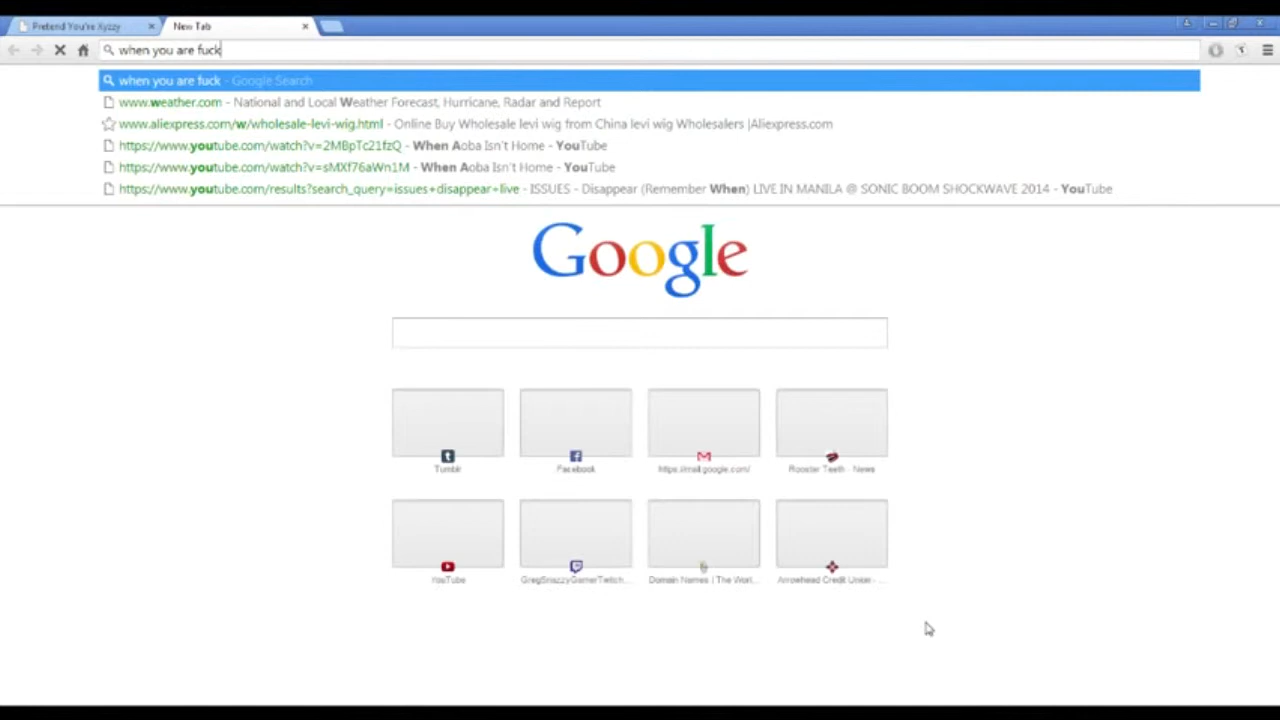 Pretend You're Xyzzy
New Tab
when you are fuck
when you are fuck - Google Search
www.weather.com - National and Local Weather Forecast, Hurricane, Radar and Report
www.aliexpress.com/w/wholesale-levi-wig.html - Online Buy Wholesale levi wig from China levi wig Wholesalers |Aliexpress.com
https://www.youtube.com/watch?v=2MBpTc21fzQ - When Aoba Isn't Home - YouTube
https://www.youtube.com/watch?v=sMXf76aWn1M - When Aoba Isn't Home - YouTube
https://www.youtube.com/results?search_query=issues+disappear+live - ISSUES - Disappear (Remember When) LIVE IN MANILA @ SONIC BOOM SHOCKWAVE 2014 - YouTube
Google
Tumblr
Facebook
https://mail.google.com/
Rooster Teeth - News
YouTube
GregSnazzyGamerTwitch...
Domain Names | The Worl...
Arrowhead Credit Union - ...